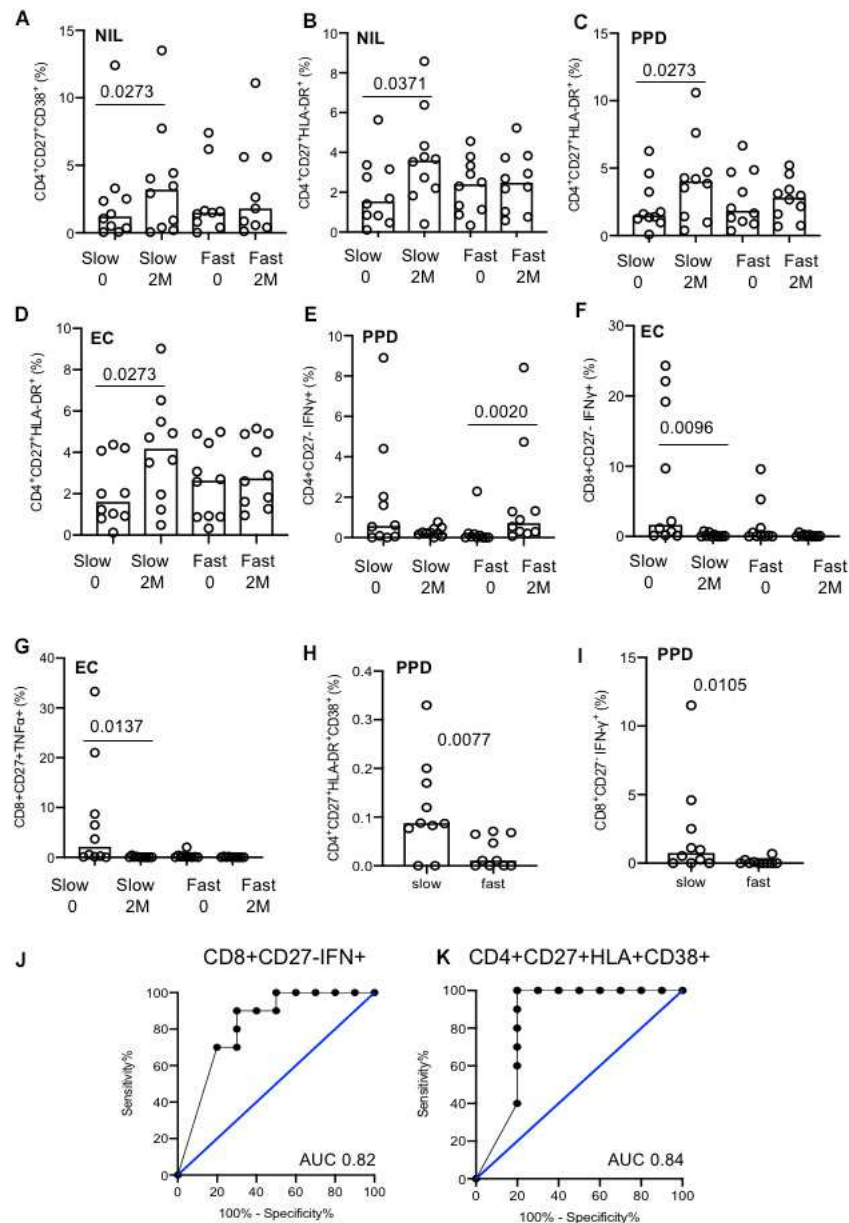 A
NIL
CD4⁺CD27⁺CD38⁺ (%)
15
10
5
0
0.0273
Slow
0
Slow
2M
Fast
0
Fast
2M
B
NIL
CD4⁺CD27⁺HLA-DR⁺ (%)
10
8
6
4
2
0
0.0371
Slow
0
Slow
2M
Fast
0
Fast
2M
C
PPD
CD4⁺CD27⁺HLA-DR⁺ (%)
15
10
5
0
0.0273
Slow
0
Slow
2M
Fast
0
Fast
2M
D
EC
CD4⁺CD27⁺HLA-DR⁺ (%)
10
8
6
4
2
0
0.0273
Slow
0
Slow
2M
Fast
0
Fast
2M
E
PPD
CD4+CD27- IFNγ+ (%)
10
8
6
4
2
0
0.0020
Slow
0
Slow
2M
Fast
0
Fast
2M
F
EC
CD8+CD27- IFNγ+ (%)
30
20
10
0
0.0096
Slow
0
Slow
2M
Fast
0
Fast
2M
G
EC
CD8+CD27+TNFα+ (%)
40
30
20
10
0
0.0137
Slow
0
Slow
2M
Fast
0
Fast
2M
H
PPD
CD4⁺CD27⁺HLA-DR⁺CD38⁺ (%)
0.4
0.3
0.2
0.1
0.0
0.0077
slow
fast
I
PPD
CD8⁺CD27⁻ IFN-γ⁺ (%)
15
10
5
0
0.0105
slow
fast
J
CD8+CD27-IFN+
Sensitivity%
100
80
60
40
20
0
AUC 0.82
0 20 40 60 80 100
100% - Specificity%
K
CD4+CD27+HLA+CD38+
Sensitivity%
100
80
60
40
20
0
AUC 0.84
0 20 40 60 80 100
100% - Specificity%